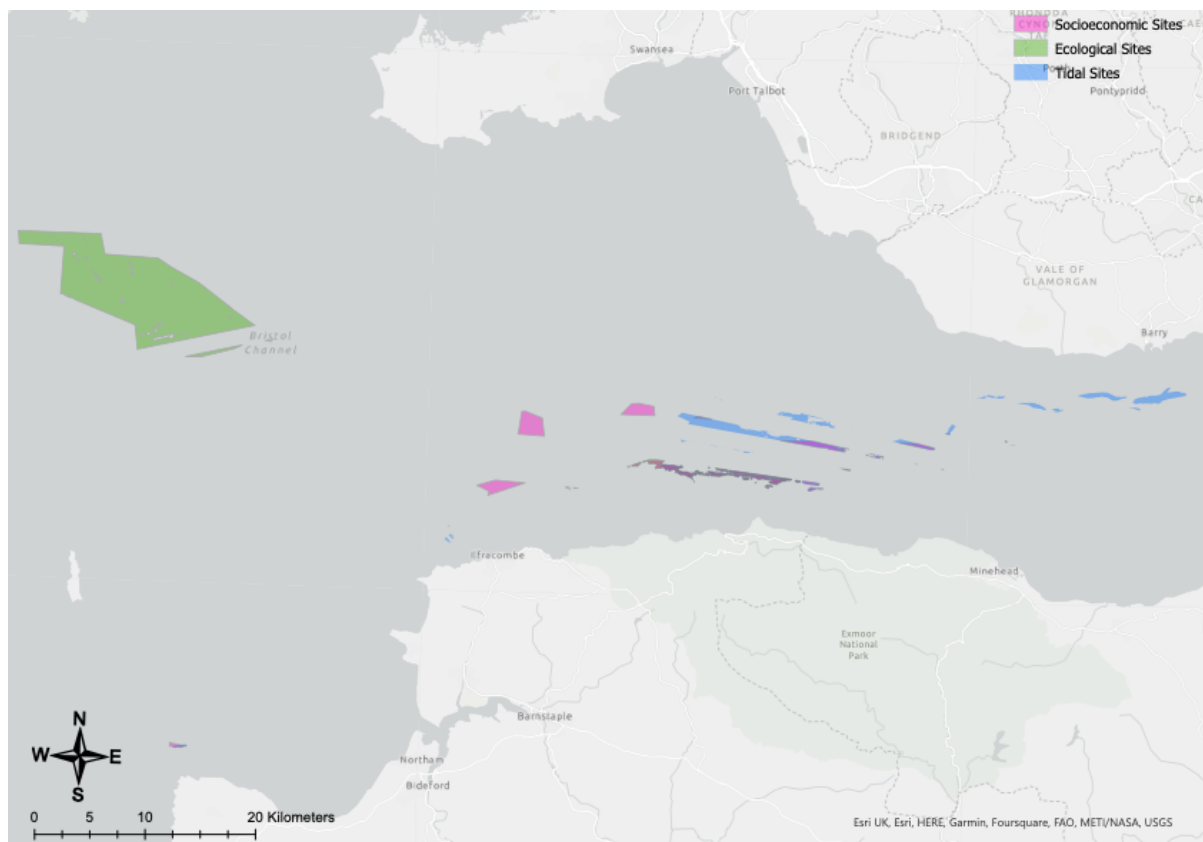 RHONDDA
Socioeconomic Sites
Ecological Sites
Tidal Sites
Pontypridd
Swansea
Port Talbot
BRIDGEND
CA
VALE OF
GLAMORGAN
Barry
Bristol
Channel
Ilfracombe
Minehead
Exmoor
National
Park
Barnstaple
Northam
Bideford
N
W
E
S
0 5 10 20 Kilometers
Esri UK, Esri, HERE, Garmin, Foursquare, FAO, METI/NASA, USGS